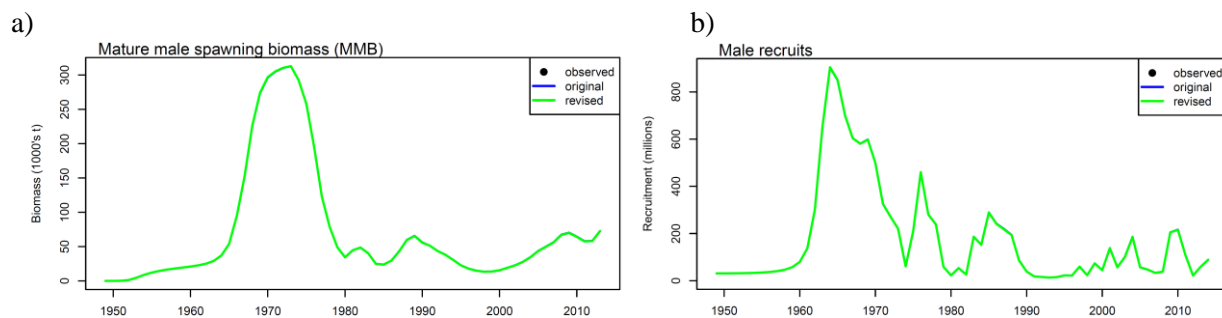 a)
Mature male spawning biomass (MMB)
observed
original
revised
Biomass (1000's t)
300
250
200
150
100
50
0
1950
1960
1970
1980
1990
2000
2010
b)
Male recruits
observed
original
revised
Recruitment (millions)
800
600
400
200
0
1950
1960
1970
1980
1990
2000
2010